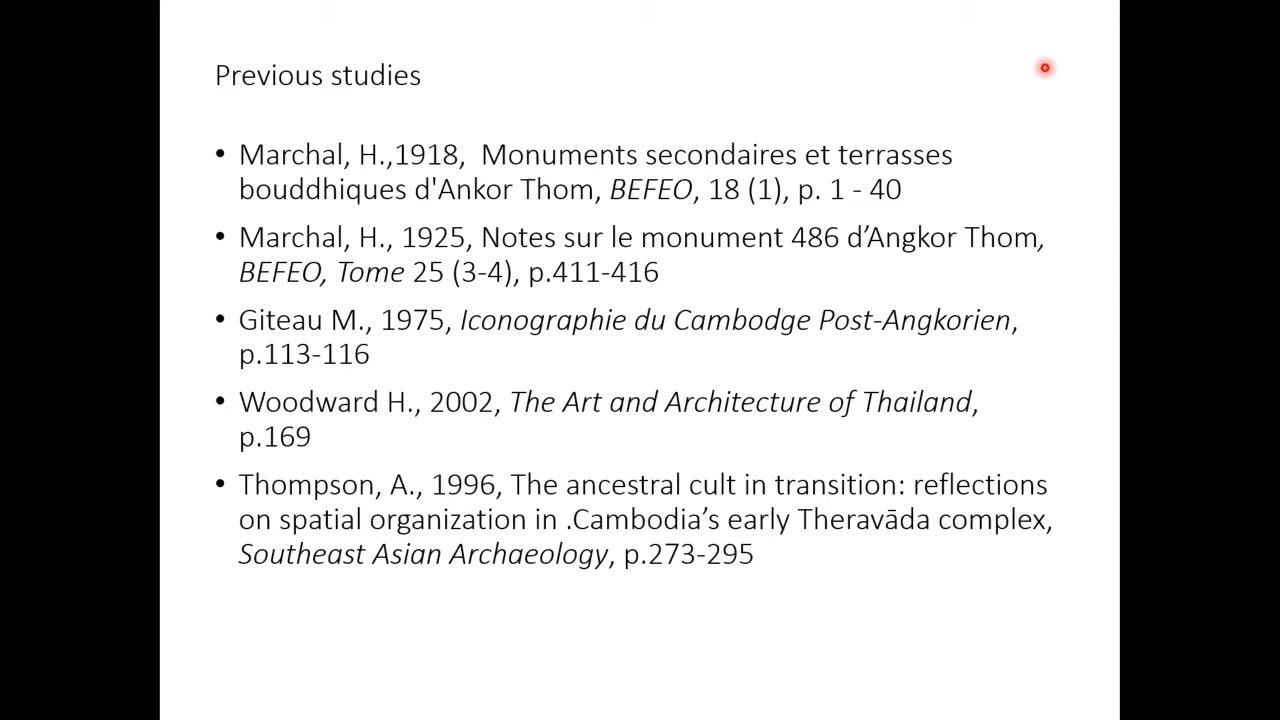 Previous studies
• Marchal, H.,1918,  Monuments secondaires et terrasses
bouddhiques d'Ankor Thom, BEFEO, 18 (1), p. 1 - 40
• Marchal, H., 1925, Notes sur le monument 486 d’Angkor Thom,
BEFEO, Tome 25 (3-4), p.411-416
• Giteau M., 1975, Iconographie du Cambodge Post-Angkorien,
p.113-116
• Woodward H., 2002, The Art and Architecture of Thailand,
p.169
• Thompson, A., 1996, The ancestral cult in transition: reflections
on spatial organization in .Cambodia’s early Theravāda complex,
Southeast Asian Archaeology, p.273-295